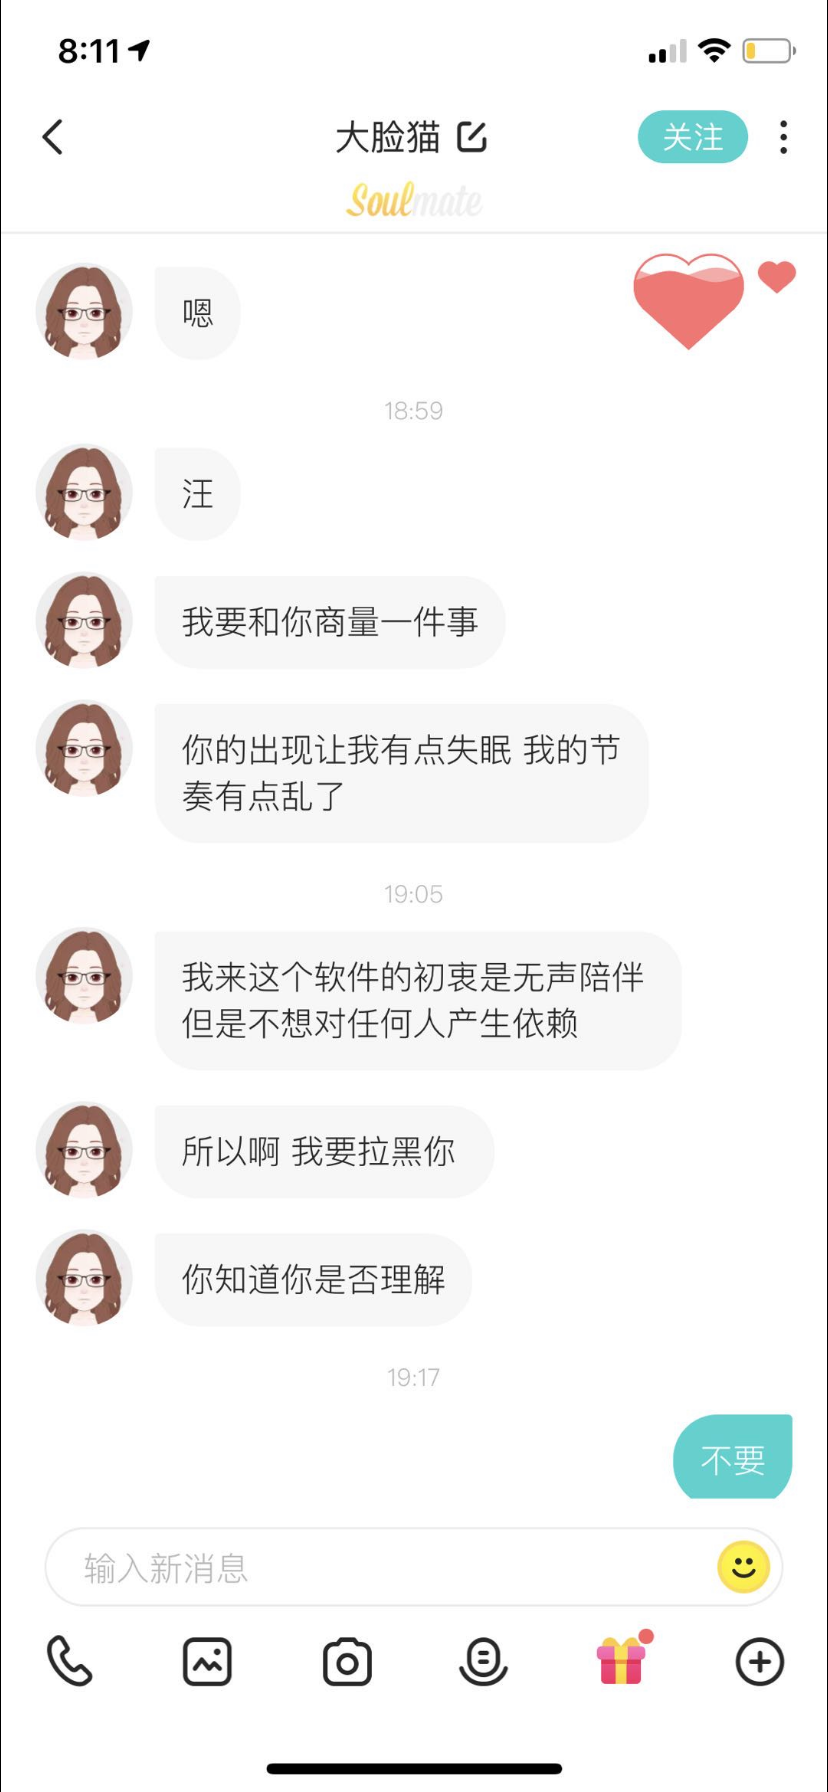 8:11
大脸猫
关注
Soulmate
嗯
18:59
汪
我要和你商量一件事
你的出现让我有点失眠 我的节
奏有点乱了
19:05
我来这个软件的初衷是无声陪伴
但是不想对任何人产生依赖
所以啊 我要拉黑你
你知道你是否理解
19:17
不要
输入新消息